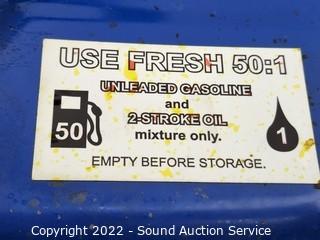 USE FRESH 50:1
UNLEADED GASOLINE
and
2-STROKE OIL
mixture only.
50
1
EMPTY BEFORE STORAGE.
Copyright 2022 - Sound Auction Service